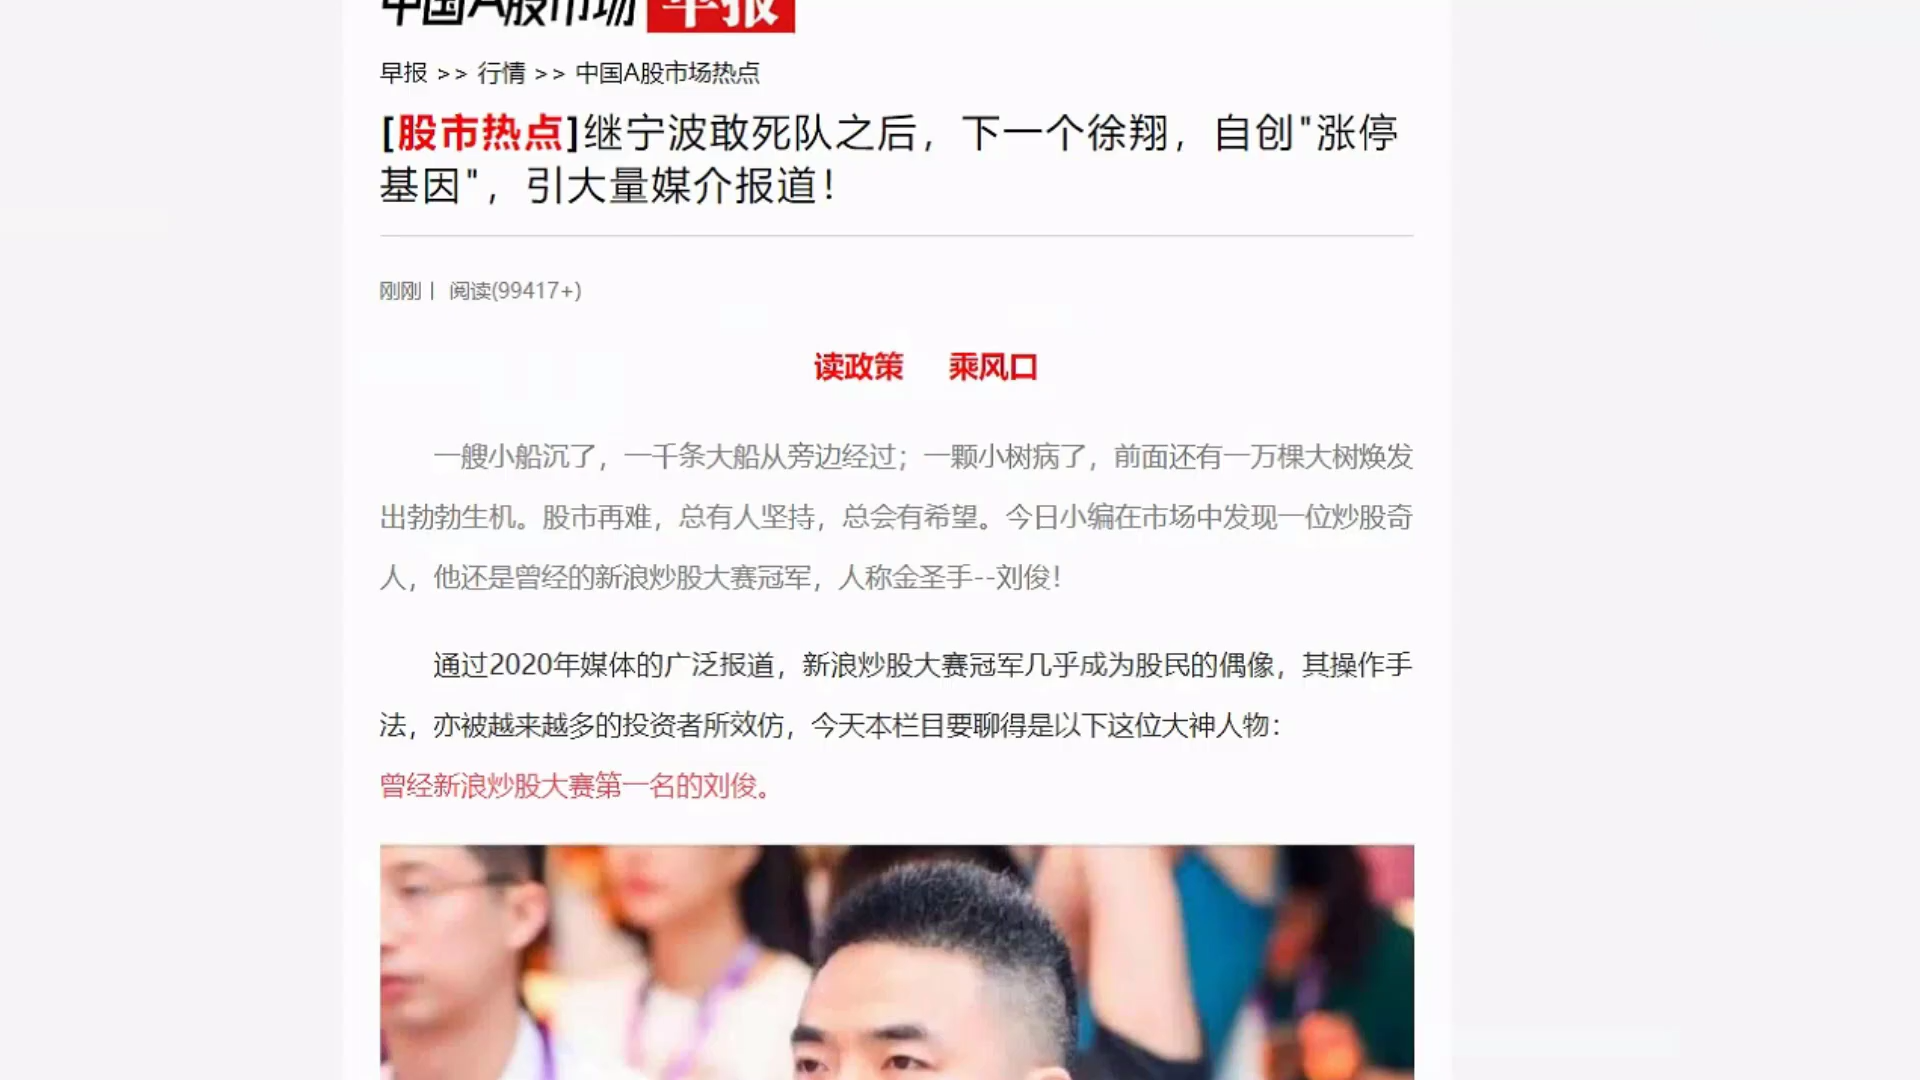 中国A股市场 早报
早报 >> 行情 >> 中国A股市场热点
[股市热点]继宁波敢死队之后，下一个徐翔，自创"涨停
基因"，引大量媒介报道！
刚刚丨 阅读(99417+)
读政策 乘风口
一艘小船沉了，一千条大船从旁边经过；一颗小树病了，前面还有一万棵大树焕发
出勃勃生机。股市再难，总有人坚持，总会有希望。今日小编在市场中发现一位炒股奇
人，他还是曾经的新浪炒股大赛冠军，人称金圣手--刘俊！
通过2020年媒体的广泛报道，新浪炒股大赛冠军几乎成为股民的偶像，其操作手
法，亦被越来越多的投资者所效仿，今天本栏目要聊得是以下这位大神人物：
曾经新浪炒股大赛第一名的刘俊。